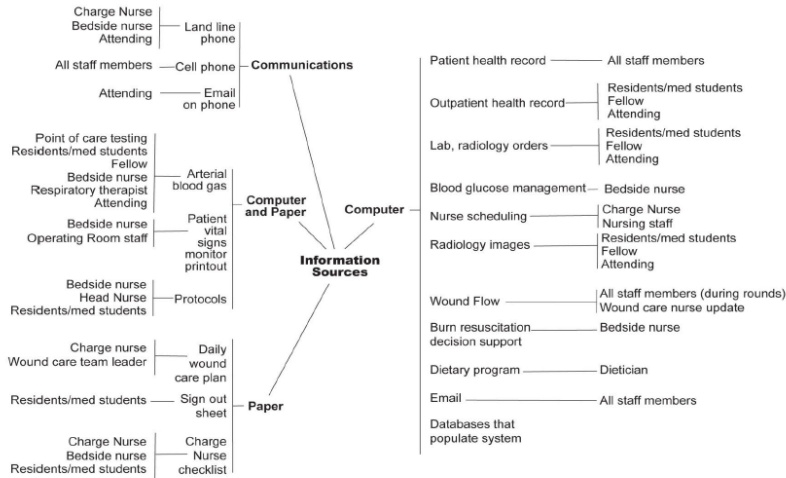 Charge Nurse
Bedside nurse
Attending
Land line
phone
All staff members
Cell phone
Attending
Email
on phone
Communications
Point of care testing
Residents/med students
Fellow
Bedside nurse
Respiratory therapist
Attending
Arterial
blood gas
Bedside nurse
Operating Room staff
Patient
vital
signs
monitor
printout
Bedside nurse
Head Nurse
Residents/med students
Protocols
Computer
and Paper
Charge nurse
Wound care team leader
Daily
wound
care plan
Residents/med students
Sign out
sheet
Charge Nurse
Bedside nurse
Residents/med students
Charge
Nurse
checklist
Paper
Information
Sources
Computer
Patient health record
All staff members
Outpatient health record
Residents/med students
Fellow
Attending
Lab, radiology orders
Residents/med students
Fellow
Attending
Blood glucose management
Bedside nurse
Nurse scheduling
Charge Nurse
Nursing staff
Radiology images
Residents/med students
Fellow
Attending
Wound Flow
All staff members (during rounds)
Wound care nurse update
Burn resuscitation
decision support
Bedside nurse
Dietary program
Dietician
Email
All staff members
Databases that
populate system